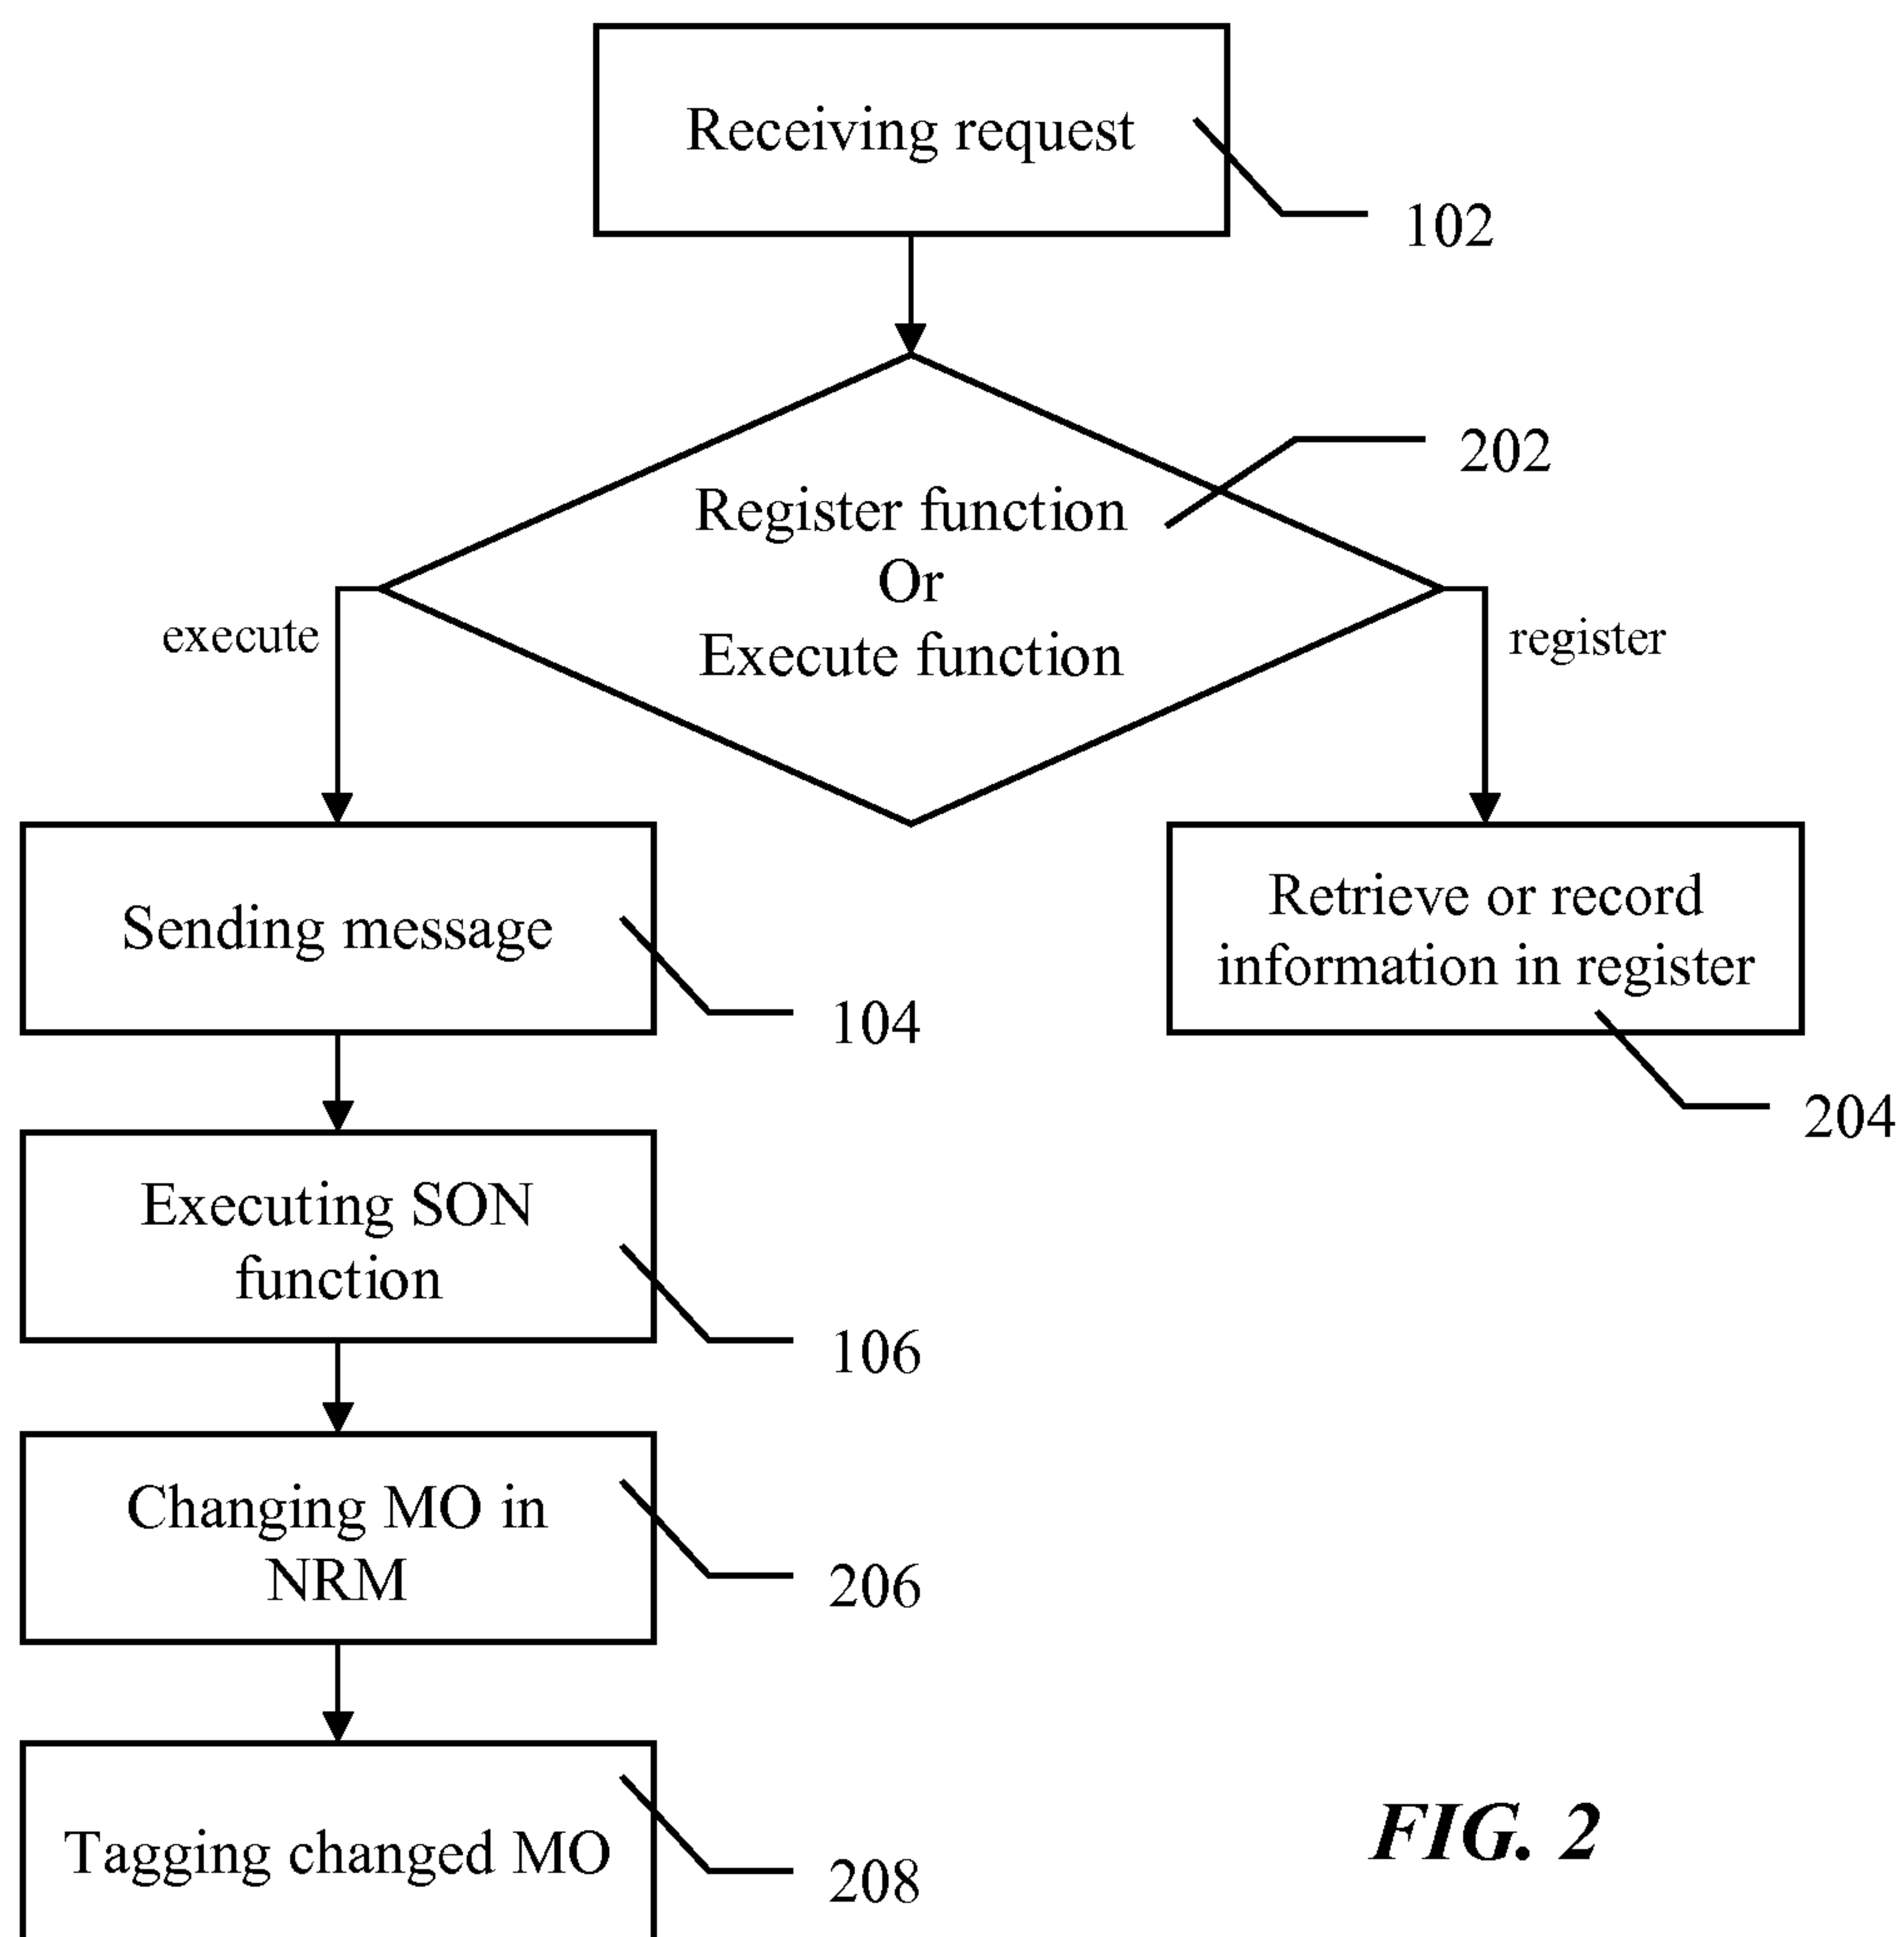 Receiving request
102
202
Register function
Or
Execute function
execute
register
Sending message
104
Retrieve or record
information in register
204
Executing SON
function
106
Changing MO in
NRM
206
Tagging changed MO
208
FIG. 2